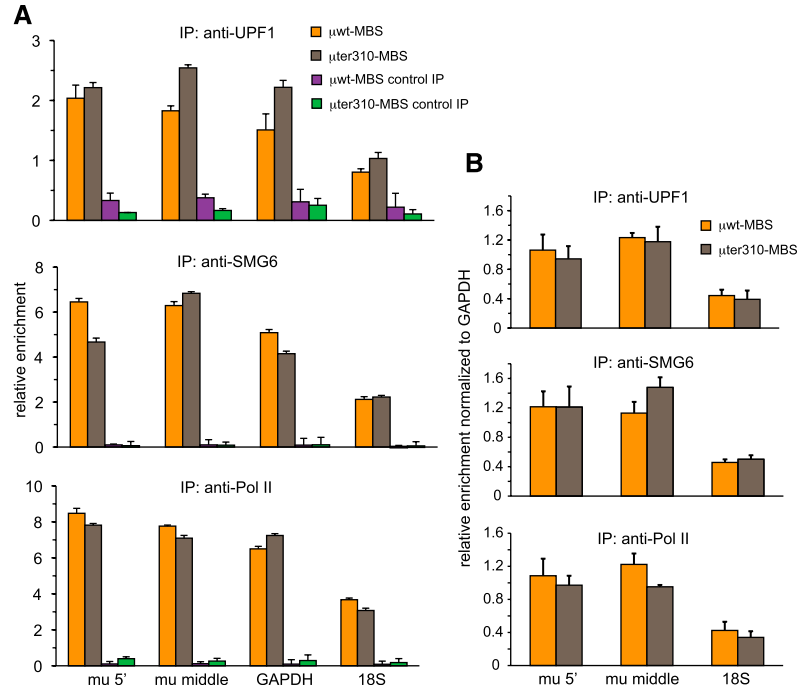 A
IP: anti-UPF1
μwt-MBS
μter310-MBS
μwt-MBS control IP
μter310-MBS control IP
3
2
1
0
IP: anti-SMG6
8
6
4
2
0
relative enrichment
IP: anti-Pol II
10
8
6
4
2
0
mu 5’ mu middle GAPDH 18S
B
IP: anti-UPF1
μwt-MBS
μter310-MBS
1.6
1.2
0.8
0.4
0
IP: anti-SMG6
1.6
1.2
0.8
0.4
0
relative enrichment normalized to GAPDH
IP: anti-Pol II
1.6
1.2
0.8
0.4
0
mu 5’ mu middle 18S